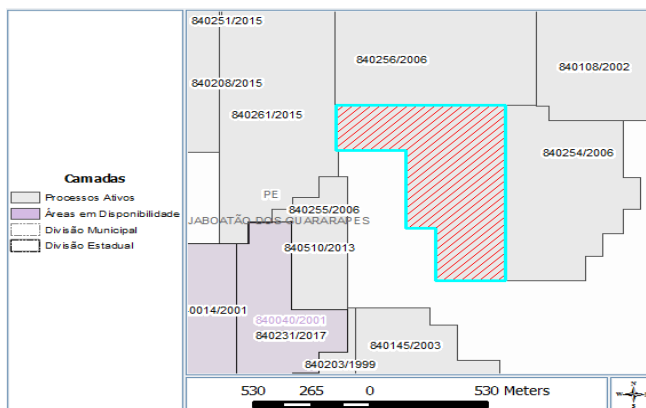 840251/2015
840256/2006
840108/2002
840208/2015
840261/2015
840254/2006
Camadas
Processos Ativos
Áreas em Disponibilidade
Divisão Municipal
Divisão Estadual
PE
840255/2006
JABOATÃO DOS GUARARAPES
840510/2013
0014/2001
840040/2001
840231/2017
840145/2003
840203/1999
530 265 0 530 Meters
N
W E
S